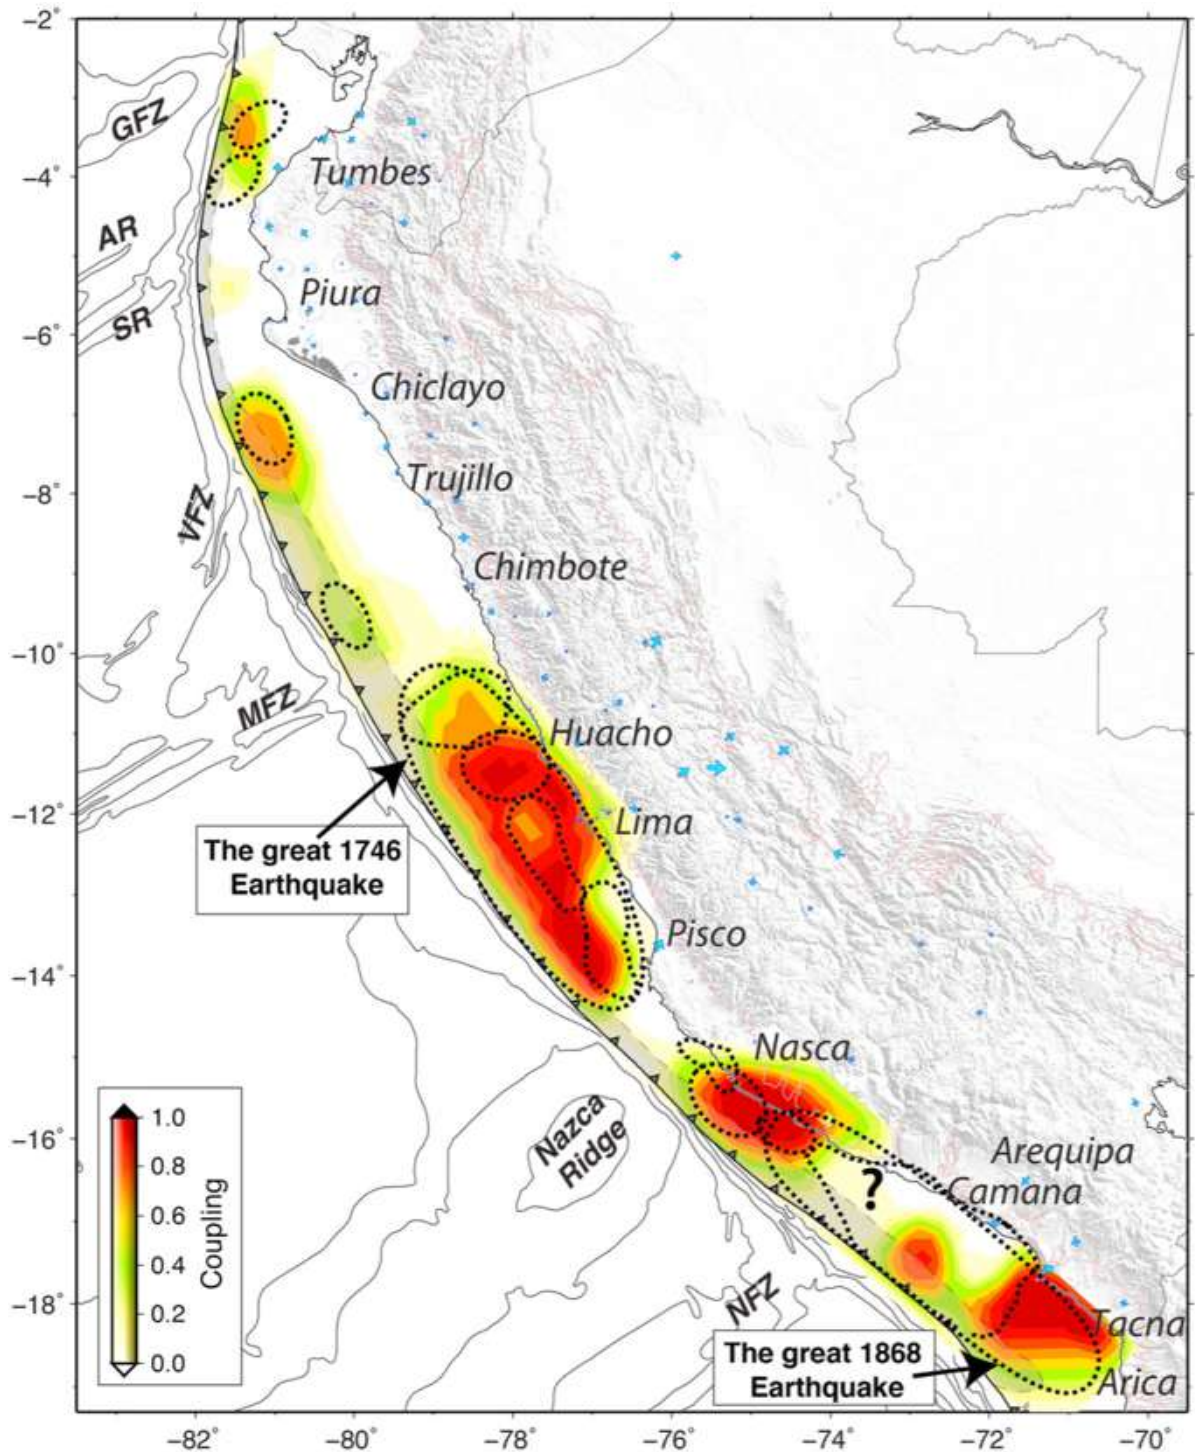 −2°
GFZ
Tumbes
−4°
AR
Piura
SR
−6°
Chiclayo
Trujillo
−8°
VFZ
Chimbote
−10°
MFZ
Huacho
−12°
Lima
The great 1746
Earthquake
Pisco
−14°
Nasca
Nazca
Ridge
−16°
1.0
0.8
0.6
0.4
0.2
0.0
Coupling
Arequipa
Camana
?
−18°
NFZ
Tacna
The great 1868
Earthquake
Arica
−82° −80° −78° −76° −74° −72° −70°